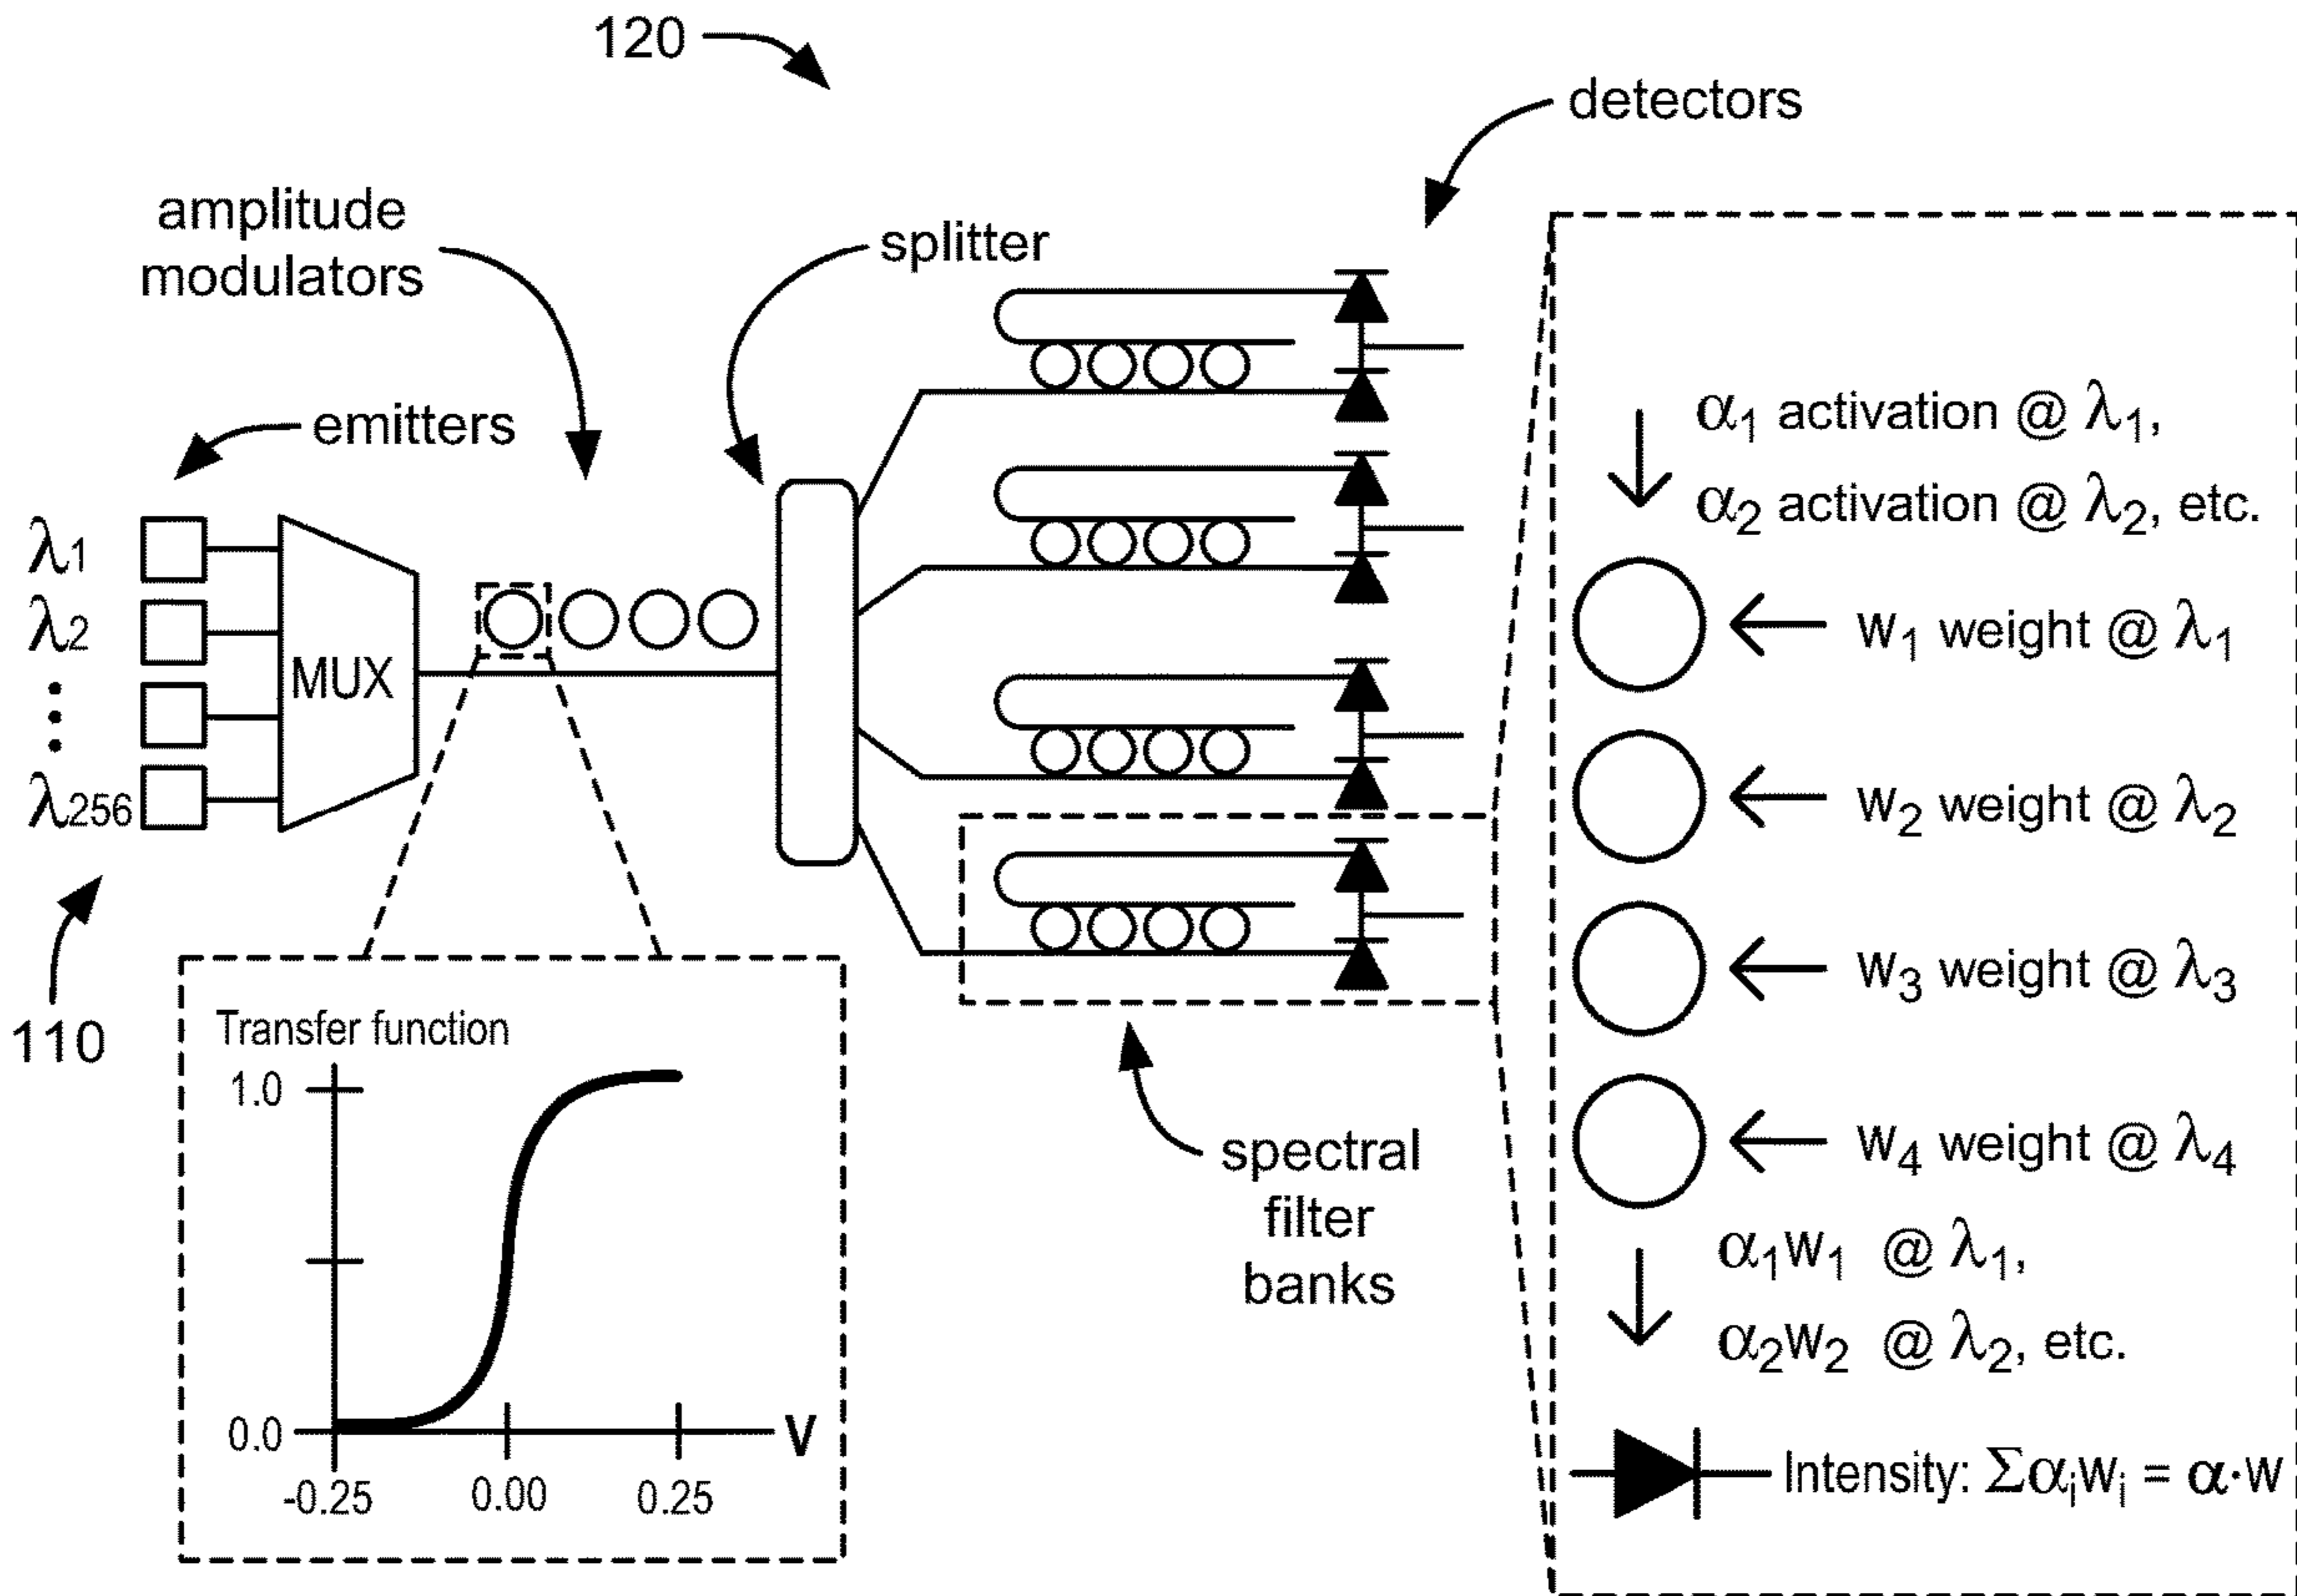 120
detectors
amplitude
modulators
splitter
emitters
λ1
λ2
⋮
λ256
MUX
110
Transfer function
1.0
0.0
-0.25
0.00
0.25
V
spectral
filter
banks
α1 activation @ λ1,
α2 activation @ λ2, etc.
w1 weight @ λ1
w2 weight @ λ2
w3 weight @ λ3
w4 weight @ λ4
α1w1 @ λ1,
α2w2 @ λ2, etc.
Intensity: Σαiwi = α·w